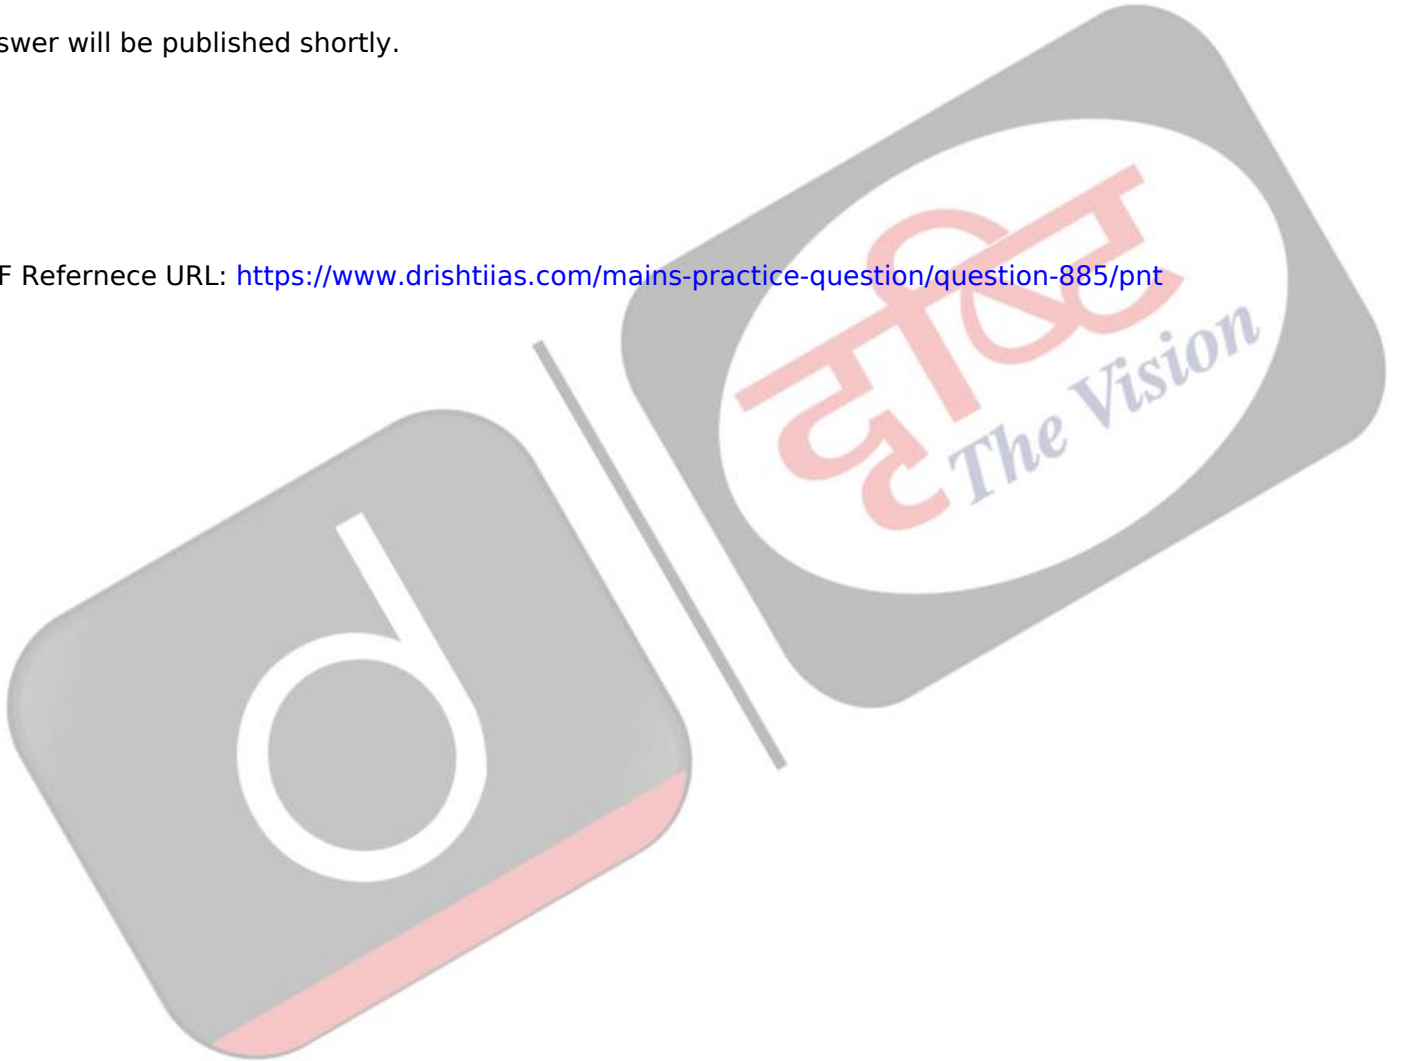 swer will be published shortly.
F Refernece URL: https://www.drishtiias.com/mains-practice-question/question-885/pnt
दृष्टि
The Vision
d